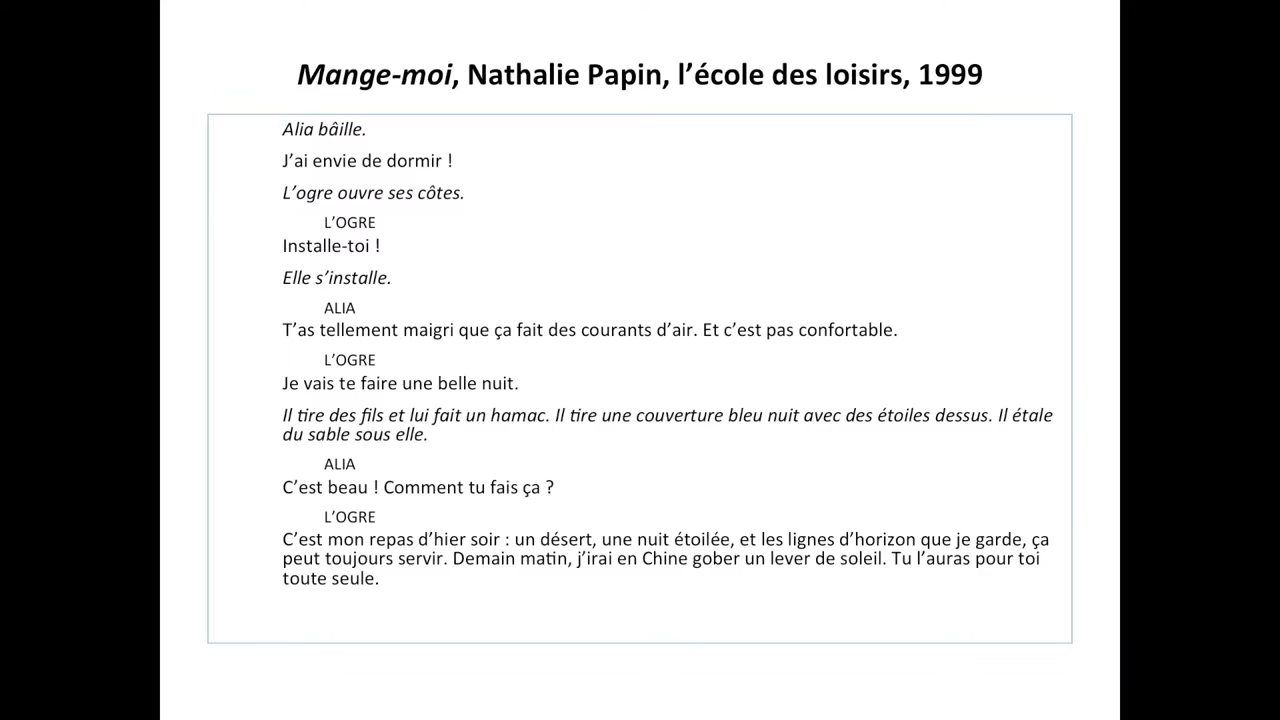 Mange-moi, Nathalie Papin, l’école des loisirs, 1999
Alia bâille.
J’ai envie de dormir !
L’ogre ouvre ses côtes.
L’OGRE
Installe-toi !
Elle s’installe.
ALIA
T’as tellement maigri que ça fait des courants d’air. Et c’est pas confortable.
L’OGRE
Je vais te faire une belle nuit.
Il tire des fils et lui fait un hamac. Il tire une couverture bleu nuit avec des étoiles dessus. Il étale
du sable sous elle.
ALIA
C’est beau ! Comment tu fais ça ?
L’OGRE
C’est mon repas d’hier soir : un désert, une nuit étoilée, et les lignes d’horizon que je garde, ça
peut toujours servir. Demain matin, j’irai en Chine gober un lever de soleil. Tu l’auras pour toi
toute seule.